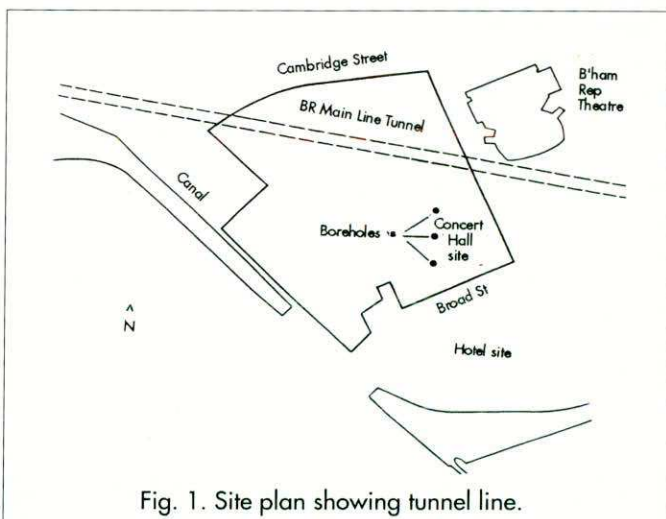 Cambridge Street
B'ham
Rep
Theatre
BR Main Line Tunnel
Canal
Boreholes
Concert
Hall
site
Broad St
N
Hotel site
Fig. 1. Site plan showing tunnel line.